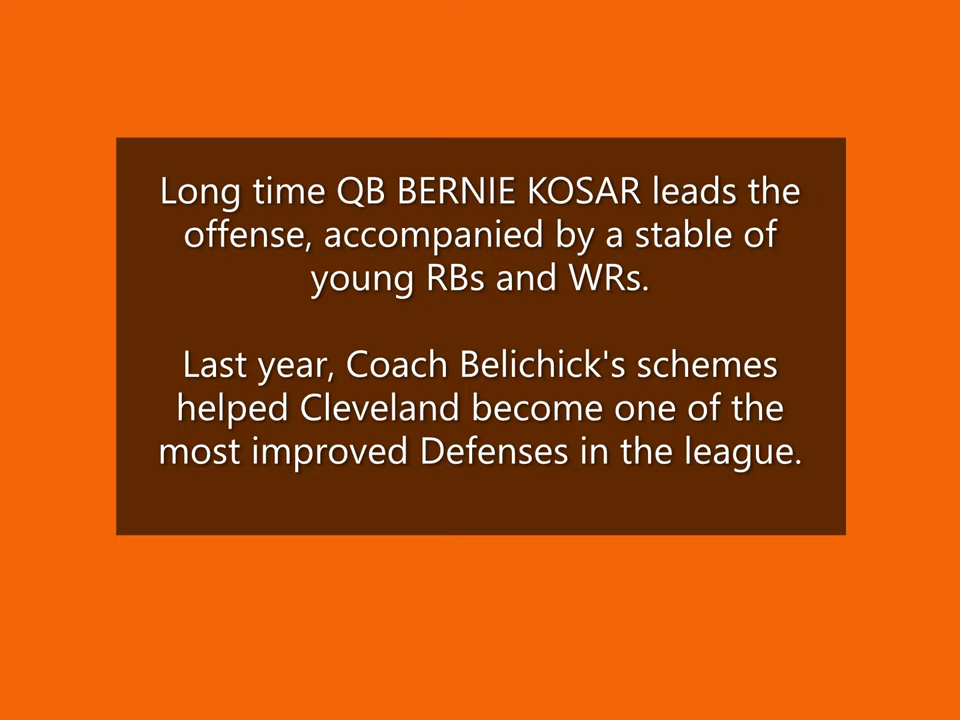 Long time QB BERNIE KOSAR leads the
offense, accompanied by a stable of
young RBs and WRs.
Last year, Coach Belichick's schemes
helped Cleveland become one of the
most improved Defenses in the league.